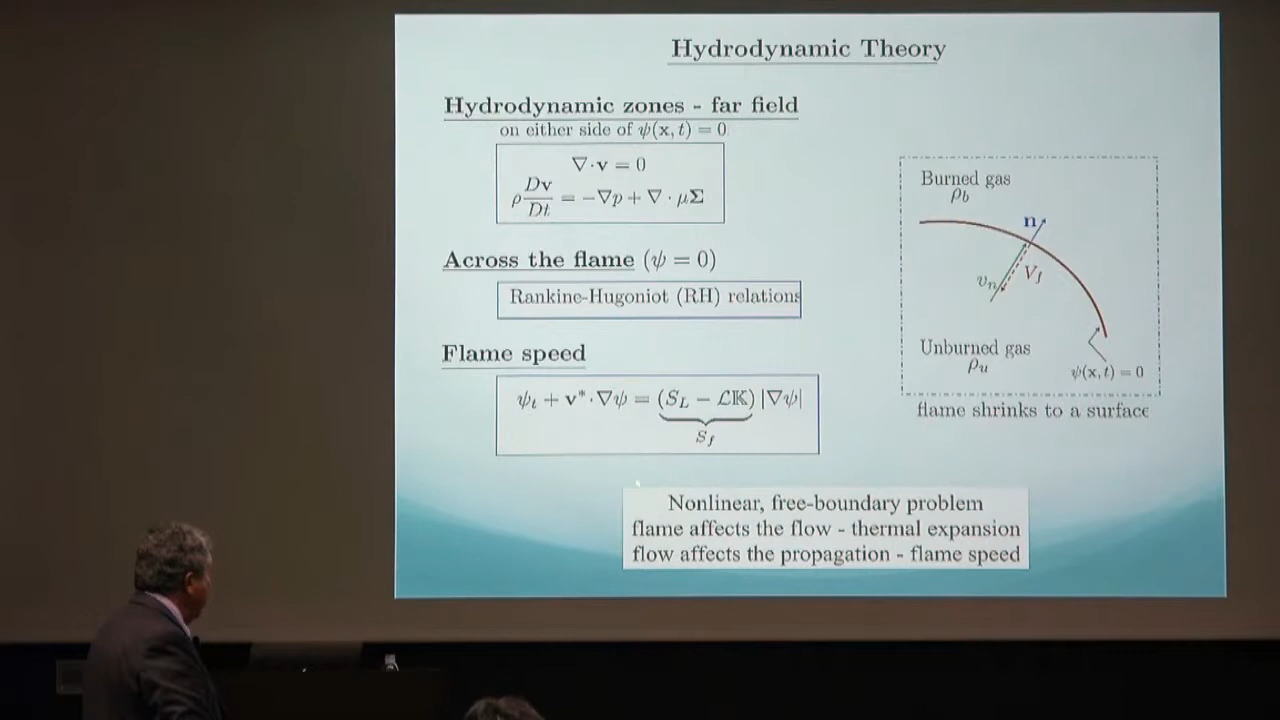 Hydrodynamic Theory
Hydrodynamic zones - far field
on either side of ψ(x, t) = 0
∇·v = 0
ρ Dv/Dt = −∇p + ∇ · μΣ
Across the flame (ψ = 0)
Rankine-Hugoniot (RH) relations
Flame speed
ψ_t + v*·∇ψ = (S_L − ℒ𝕂) |∇ψ|
S_f
Burned gas
ρ_b
n
v_n
V_f
Unburned gas
ρ_u
ψ(x, t) = 0
flame shrinks to a surface
Nonlinear, free-boundary problem
flame affects the flow - thermal expansion
flow affects the propagation - flame speed